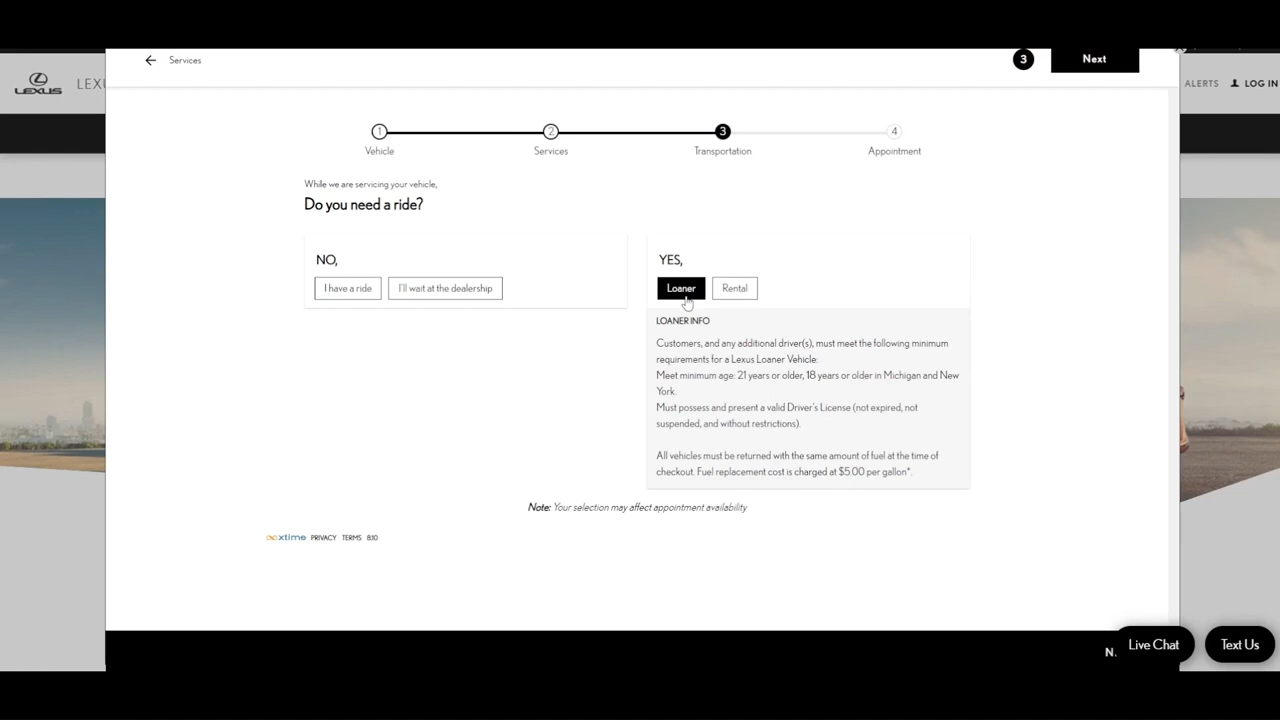 ← Services
3
Next
LEXUS
LEXU
ALERTS
LOG IN
1
2
3
4
Vehicle
Services
Transportation
Appointment
While we are servicing your vehicle,
Do you need a ride?
NO,
I have a ride
I'll wait at the dealership
YES,
Loaner
Rental
LOANER INFO
Customers, and any additional driver(s), must meet the following minimum
requirements for a Lexus Loaner Vehicle:
Meet minimum age: 21 years or older, 18 years or older in Michigan and New
York.
Must possess and present a valid Driver's License (not expired, not
suspended, and without restrictions).
All vehicles must be returned with the same amount of fuel at the time of
checkout. Fuel replacement cost is charged at $5.00 per gallon*.
Note: Your selection may affect appointment availability
xtime PRIVACY TERMS 8.10
N
Live Chat
Text Us